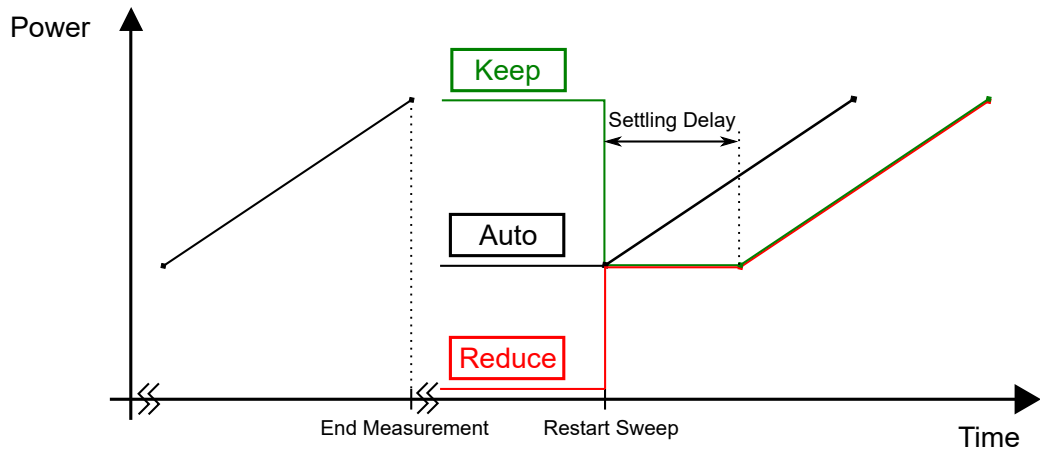 Power
Keep
Settling Delay
Auto
Reduce
End Measurement
Restart Sweep
Time